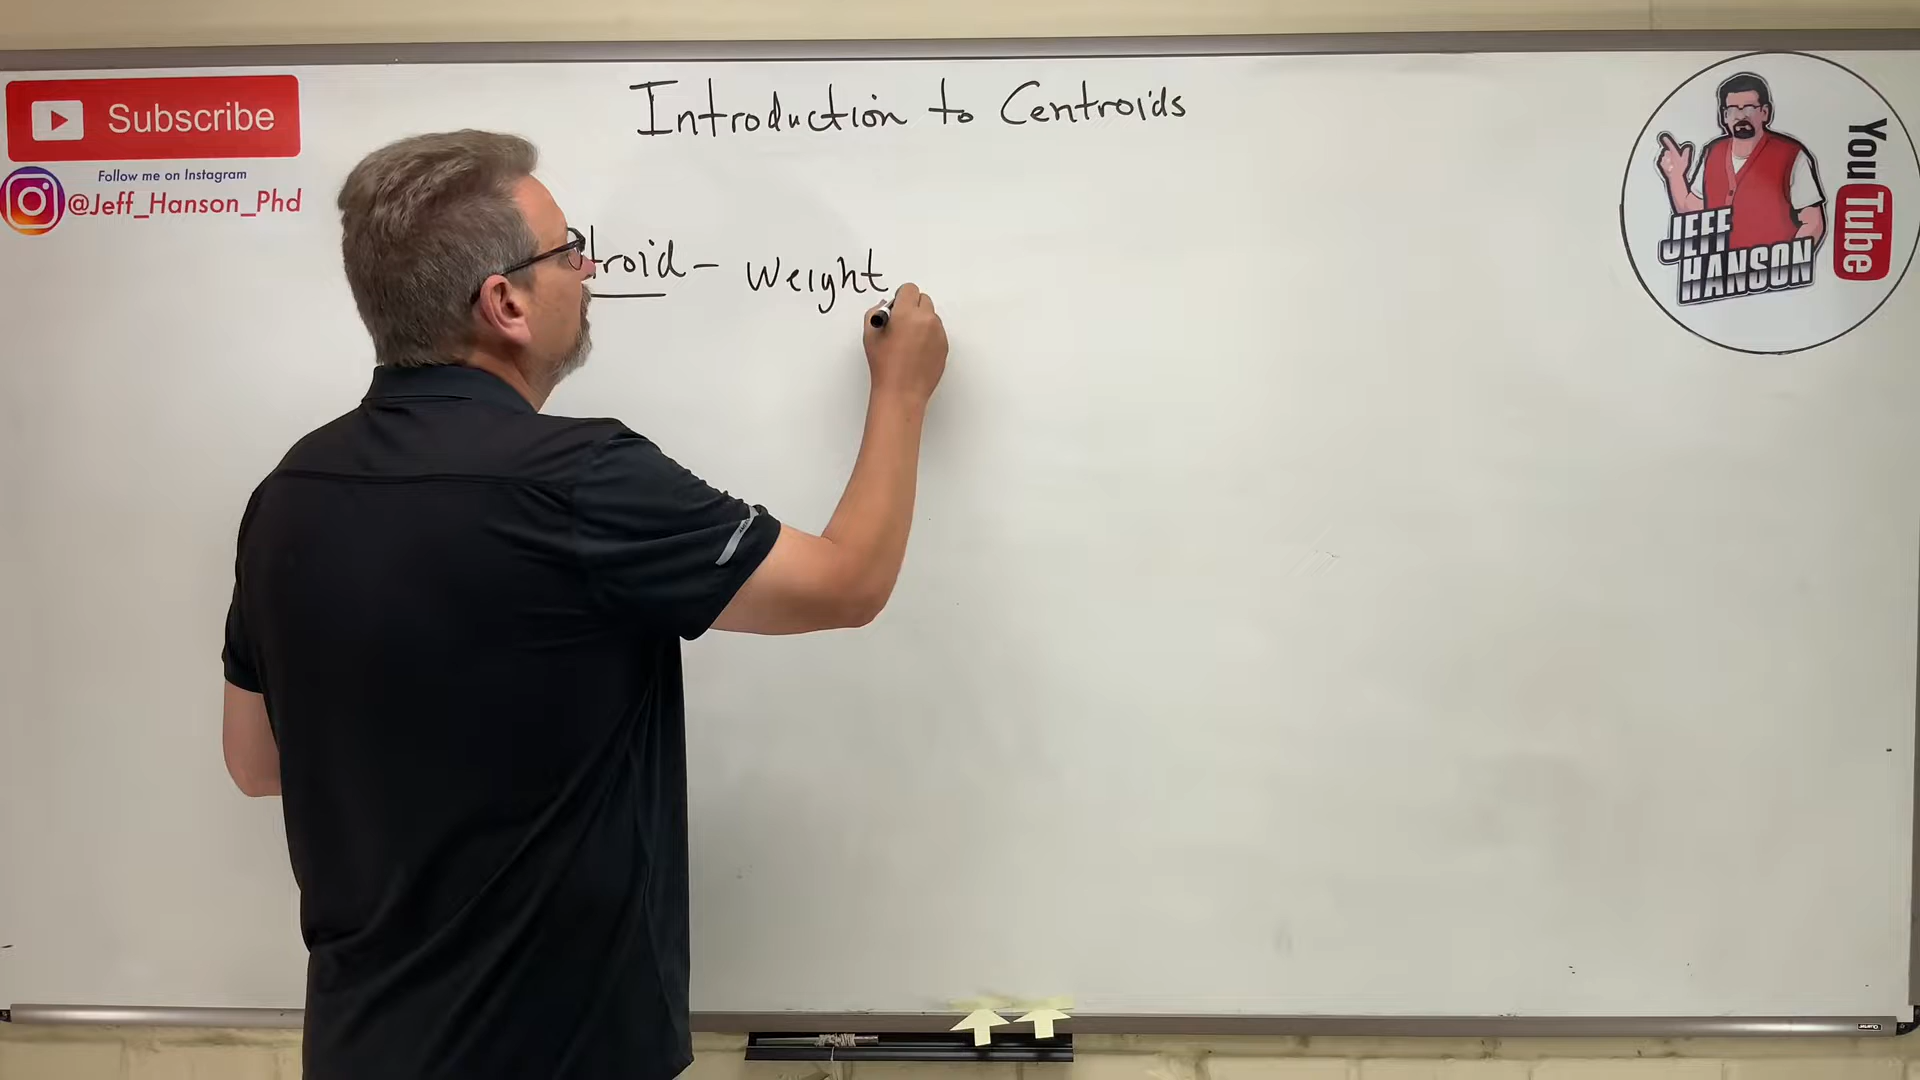 Introduction to Centroids
Subscribe
Follow me on Instagram
@Jeff_Hanson_Phd
troid - Weight
JEFF
HANSON
YouTube